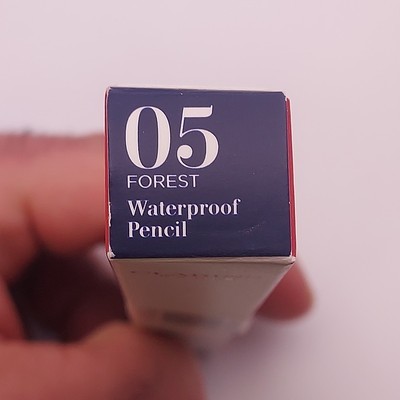 05
FOREST
Waterproof
Pencil